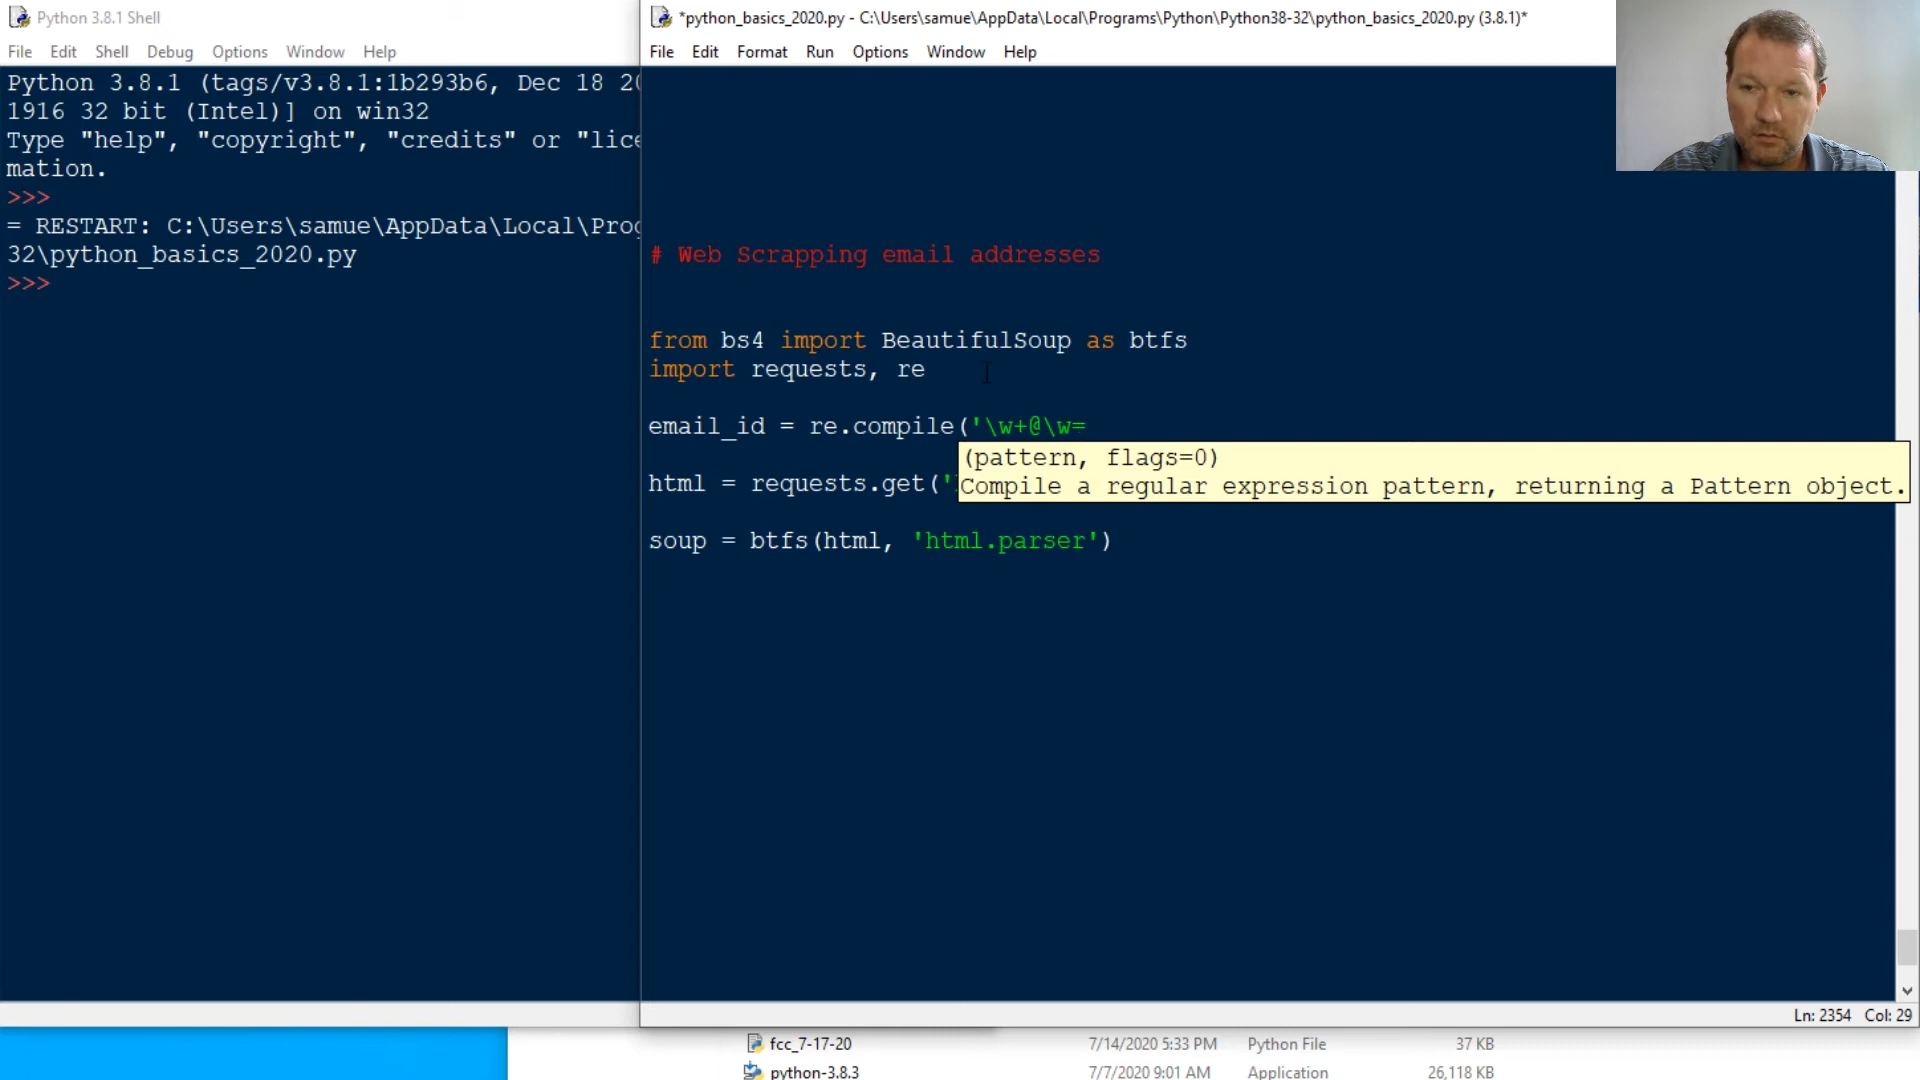 Python 3.8.1 Shell
File Edit Shell Debug Options Window Help
Python 3.8.1 (tags/v3.8.1:1b293b6, Dec 18 20
1916 32 bit (Intel)] on win32
Type "help", "copyright", "credits" or "lice
mation.
>>>
= RESTART: C:\Users\samue\AppData\Local\Prog
32\python_basics_2020.py
>>>
*python_basics_2020.py - C:\Users\samue\AppData\Local\Programs\Python\Python38-32\python_basics_2020.py (3.8.1)*
File Edit Format Run Options Window Help
# Web Scrapping email addresses
from bs4 import BeautifulSoup as btfs
import requests, re
email_id = re.compile('\w+@\w=
(pattern, flags=0)
html = requests.get('
Compile a regular expression pattern, returning a Pattern object.
soup = btfs(html, 'html.parser')
Ln: 2354 Col: 29
fcc_7-17-20 7/14/2020 5:33 PM Python File 37 KB
python-3.8.3 7/7/2020 9:01 AM Application 26,118 KB